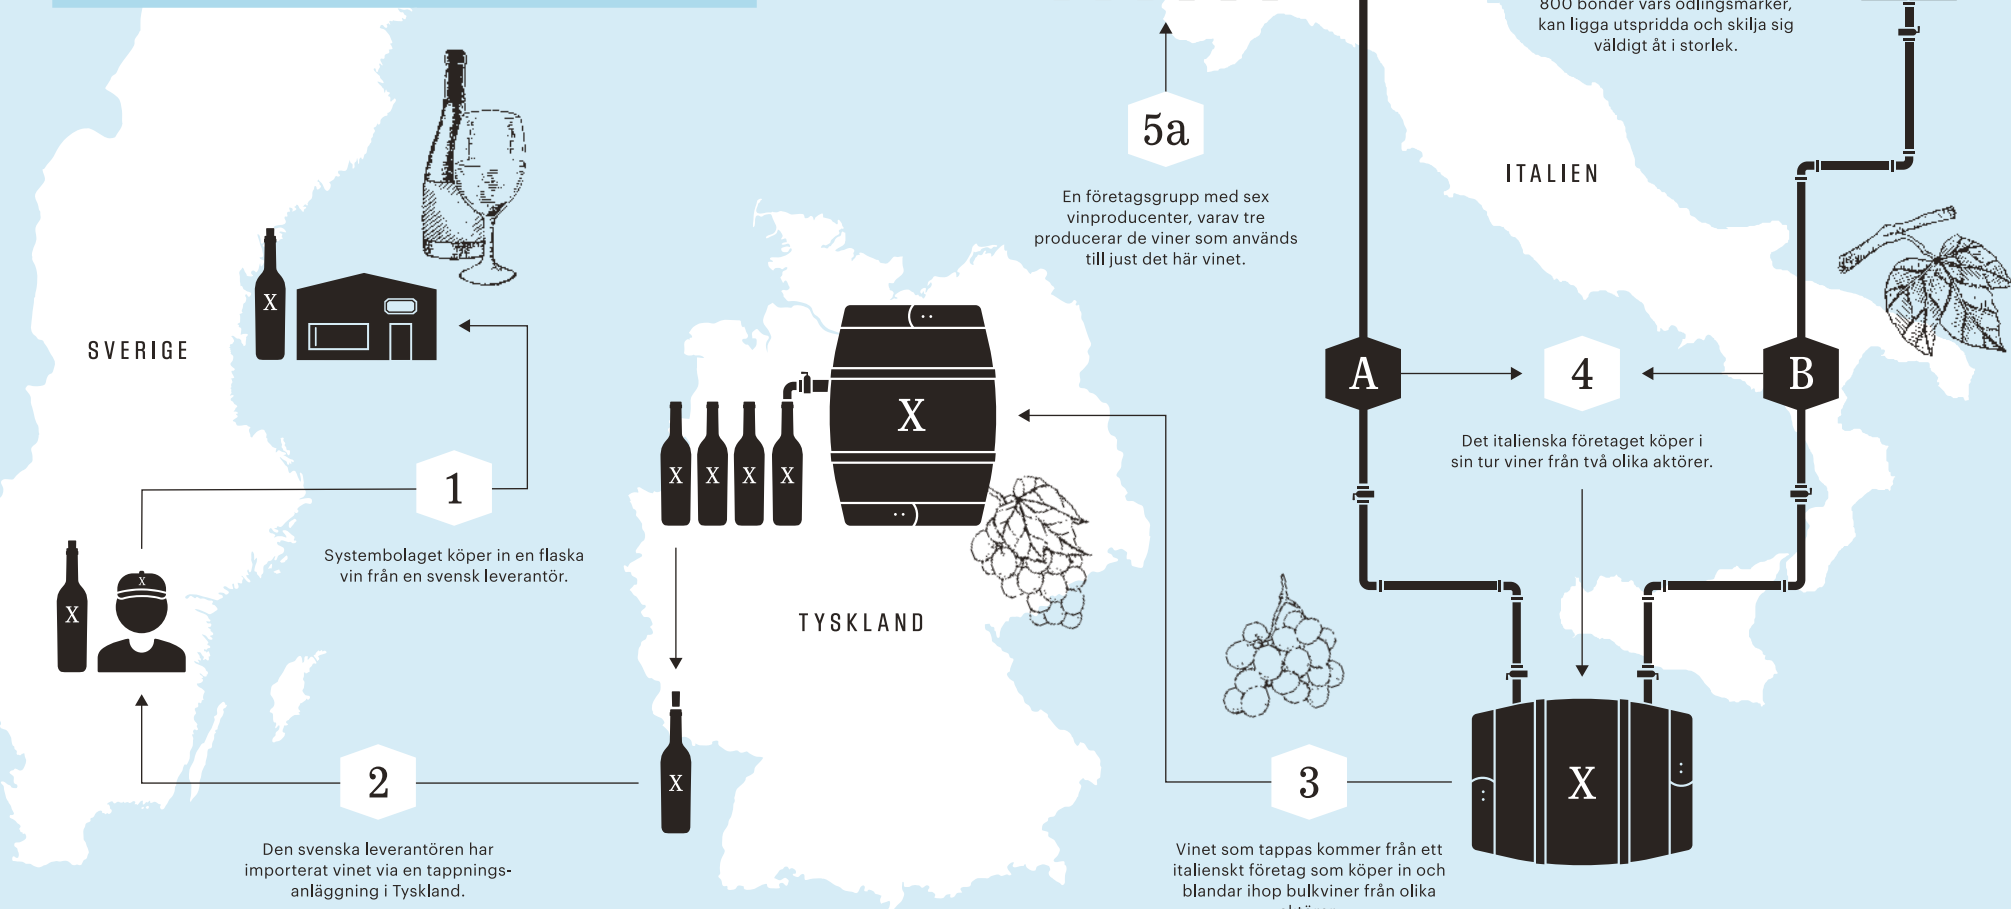 800 bönder vars odlingsmarker,
kan ligga utspridda och skilja sig
väldigt åt i storlek.
5a
En företagsgrupp med sex
vinproducenter, varav tre
producerar de viner som används
till just det här vinet.
ITALIEN
SVERIGE
X
X
X
X
X
X
A
4
B
Det italienska företaget köper i
sin tur viner från två olika aktörer.
1
Systembolaget köper in en flaska
vin från en svensk leverantör.
X
X
TYSKLAND
2
Den svenska leverantören har
importerat vinet via en tappnings-
anläggning i Tyskland.
X
3
Vinet som tappas kommer från ett
italienskt företag som köper in och
blandar ihop bulkviner från olika
X